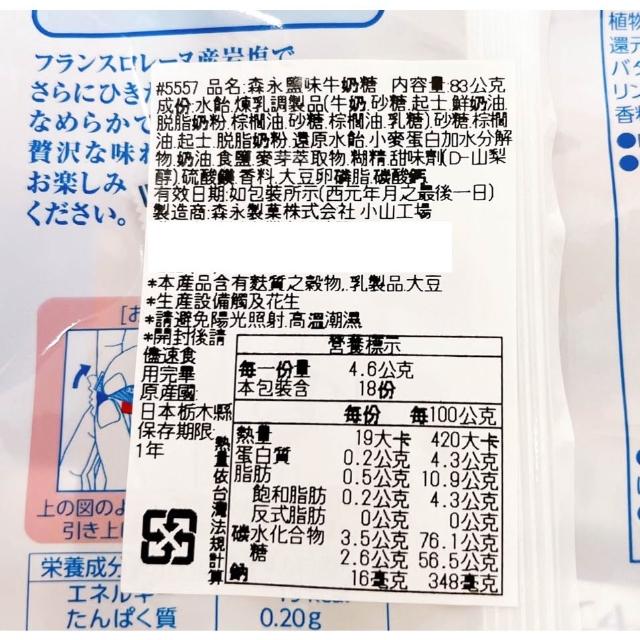 フランスロレーヌ産岩塩で
さらにひきた
なめらかで
贅沢な味わ
お楽しみ
ください。
#5557 品名:森永鹽味牛奶糖 內容量:83公克
成份:水飴.煉乳調製品(牛奶.砂糖.起士.鮮奶油.
脱脂奶粉.棕櫚油.砂糖.棕櫚油.乳糖).砂糖.棕櫚
油.起士.脱脂奶粉.還原水飴.小麥蛋白加水分解
物.奶油.食鹽.麥芽萃取物.糊精.甜味劑(D-山梨
醇).硫酸鎂.香料.大豆卵磷脂.碳酸鈣
有效日期:如包裝所示(西元年月之最後一日)
製造商:森永製菓株式会社 小山工場
*本產品含有麩質之穀物,.乳製品.大豆
*生產設備觸及花生
*請避免陽光照射.高溫潮濕
*開封後請
儘速食
用完畢
原產國:
日本栃木縣
保存期限:
1年
熱量依台灣法規計算
營養標示
每一份量 4.6公克
本包裝含 18份
每份 每100公克
熱量 19大卡 420大卡
蛋白質 0.2公克 4.3公克
脂肪 0.5公克 10.9公克
飽和脂肪 0.2公克 4.3公克
反式脂肪 0公克 0公克
碳水化合物 3.5公克 76.1公克
糖 2.6公克 56.5公克
鈉 16毫克 348毫克
上の図のよ
引き上げ
栄養成分
エネルギー
たんぱく質 0.20g
植物
還元
バタ
リン
香料